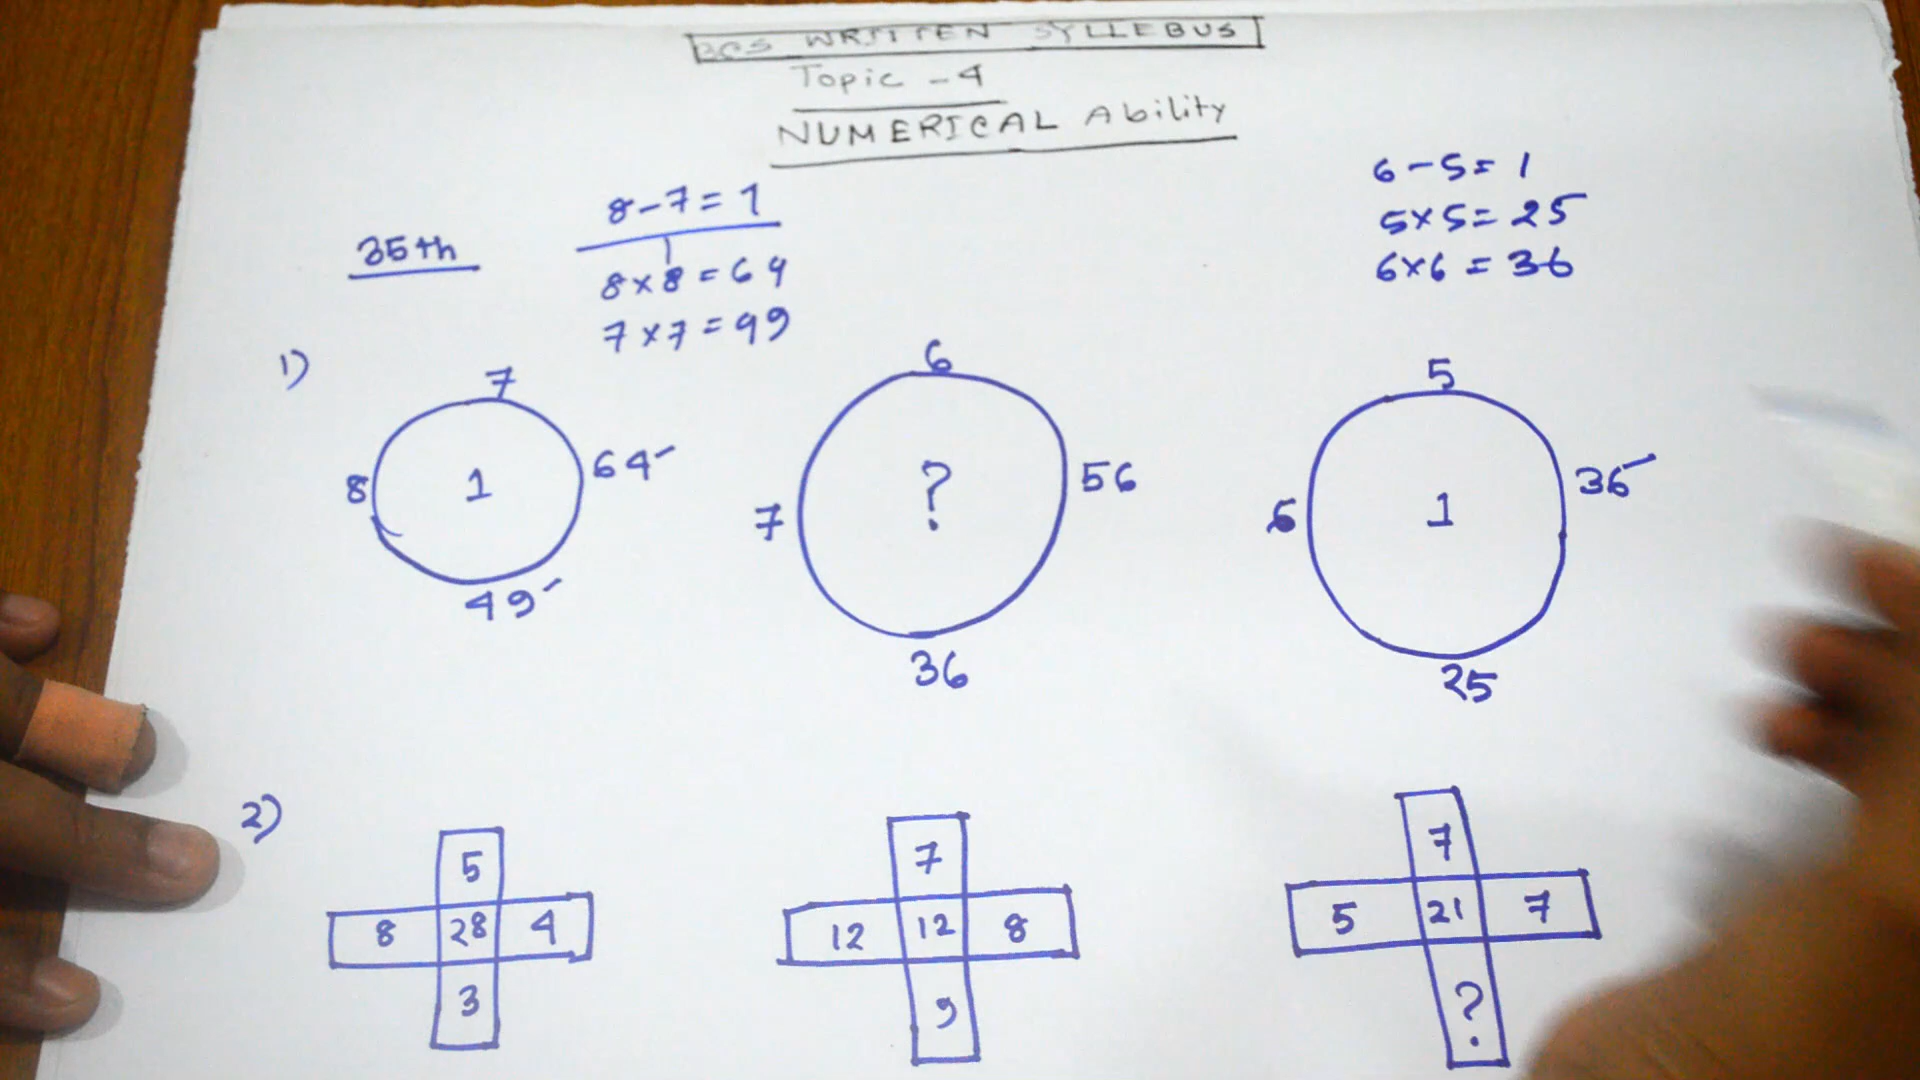 BCS WRITTEN SYLLEBUS
Topic - 4
NUMERICAL Ability
35th
8-7=1
8×8=64
7×7=49
6-5=1
5×5=25
6×6=36
1)
7
8 1 64
49
6
7 ? 56
36
5
6 1 36
25
2)
5
8 28 4
3
7
12 12 8
9
7
5 21 7
?